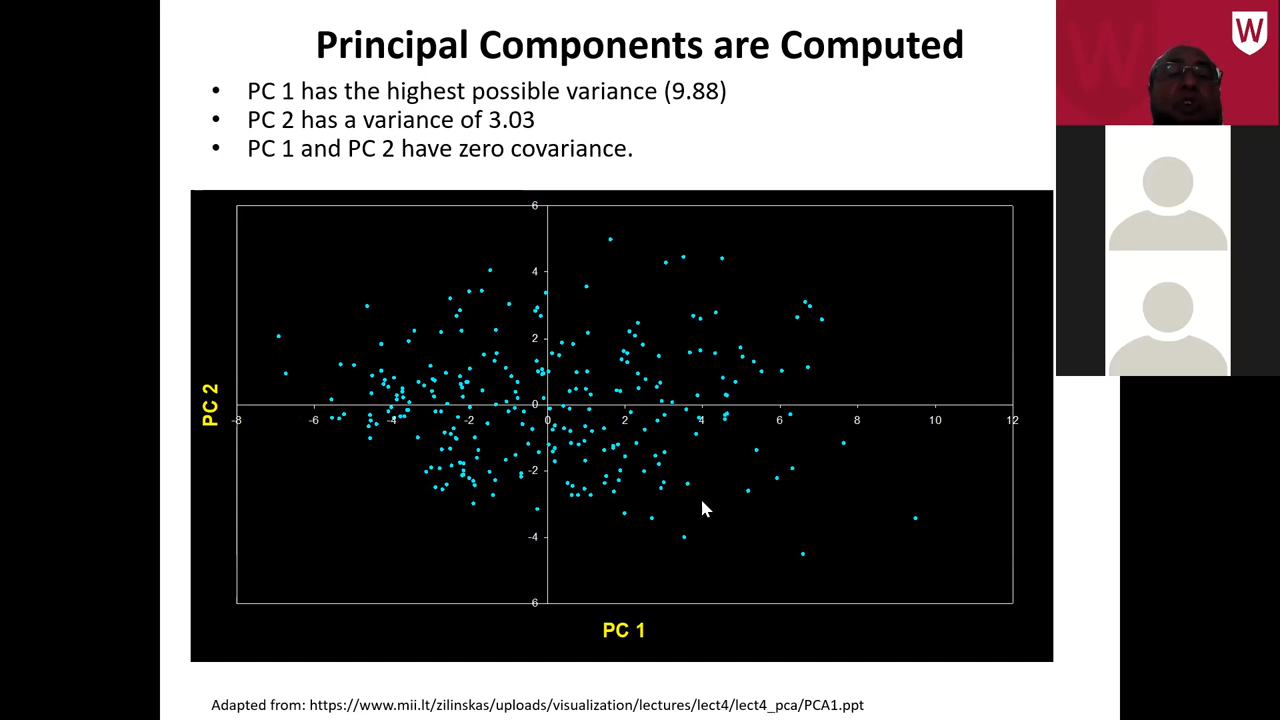 Principal Components are Computed
W
• PC 1 has the highest possible variance (9.88)
• PC 2 has a variance of 3.03
• PC 1 and PC 2 have zero covariance.
6
4
2
0
-2
-4
6
-8 -6 -4 -2 0 2 4 6 8 10 12
PC 2
PC 1
Adapted from: https://www.mii.lt/zilinskas/uploads/visualization/lectures/lect4/lect4_pca/PCA1.ppt